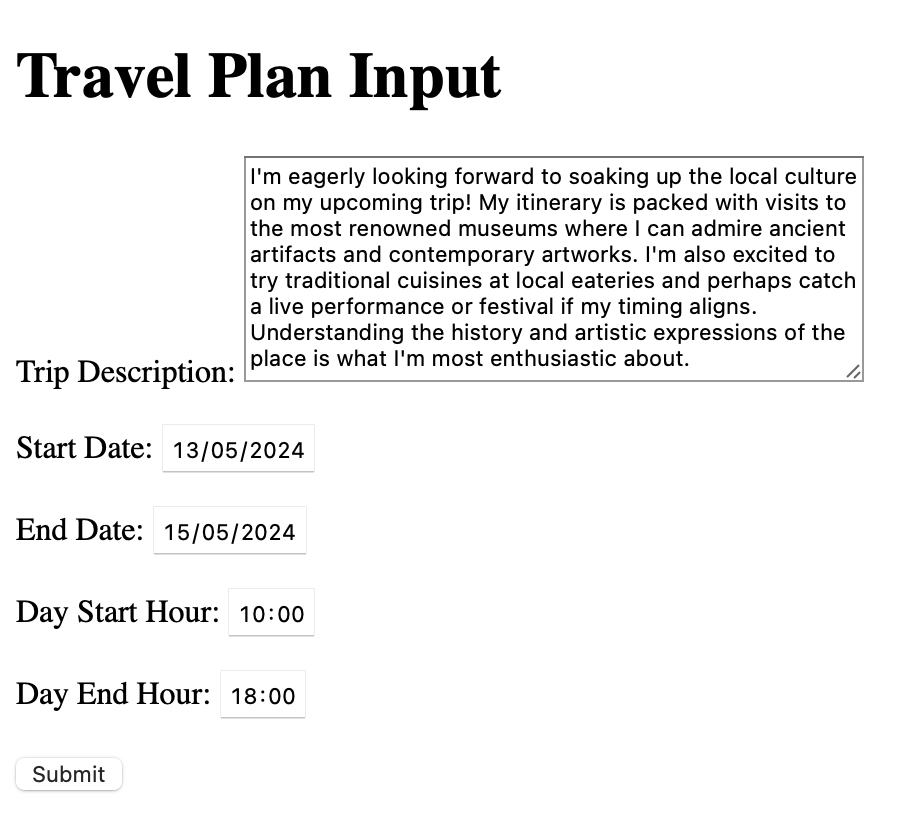 Travel Plan Input
I'm eagerly looking forward to soaking up the local culture
on my upcoming trip! My itinerary is packed with visits to
the most renowned museums where I can admire ancient
artifacts and contemporary artworks. I'm also excited to
try traditional cuisines at local eateries and perhaps catch
a live performance or festival if my timing aligns.
Understanding the history and artistic expressions of the
place is what I'm most enthusiastic about.
Trip Description:
Start Date: 13/05/2024
End Date: 15/05/2024
Day Start Hour: 10:00
Day End Hour: 18:00
Submit